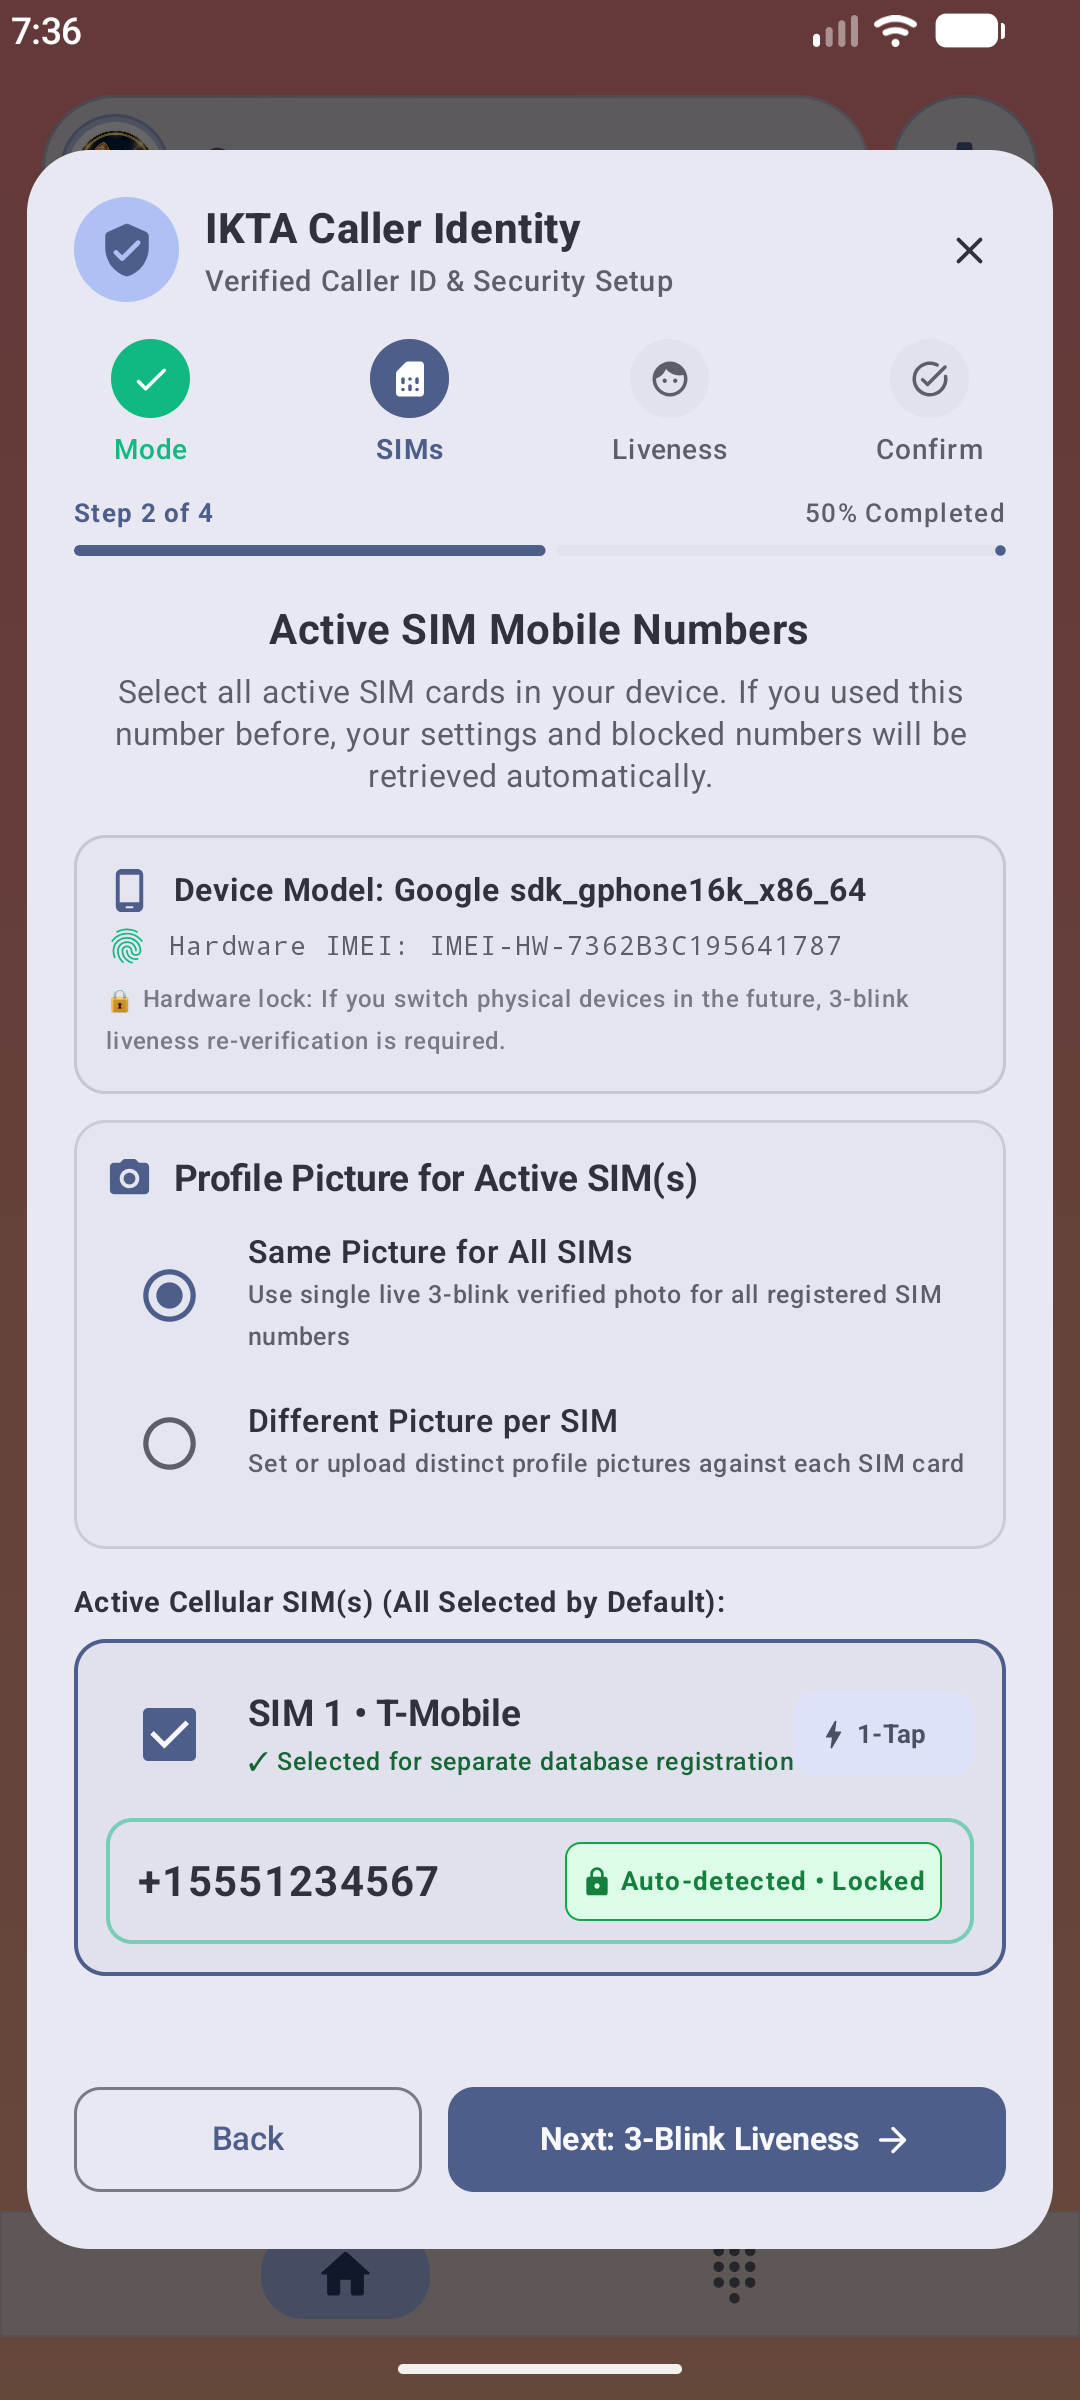 7:36
IKTA Caller Identity
Verified Caller ID & Security Setup
Mode
SIMs
Liveness
Confirm
Step 2 of 4
50% Completed
Active SIM Mobile Numbers
Select all active SIM cards in your device. If you used this
number before, your settings and blocked numbers will be
retrieved automatically.
Device Model: Google sdk_gphone16k_x86_64
Hardware IMEI: IMEI-HW-7362B3C195641787
🔒 Hardware lock: If you switch physical devices in the future, 3-blink
liveness re-verification is required.
Profile Picture for Active SIM(s)
Same Picture for All SIMs
Use single live 3-blink verified photo for all registered SIM
numbers
Different Picture per SIM
Set or upload distinct profile pictures against each SIM card
Active Cellular SIM(s) (All Selected by Default):
SIM 1 • T-Mobile
✓ Selected for separate database registration
1-Tap
+15551234567
Auto-detected • Locked
Back
Next: 3-Blink Liveness